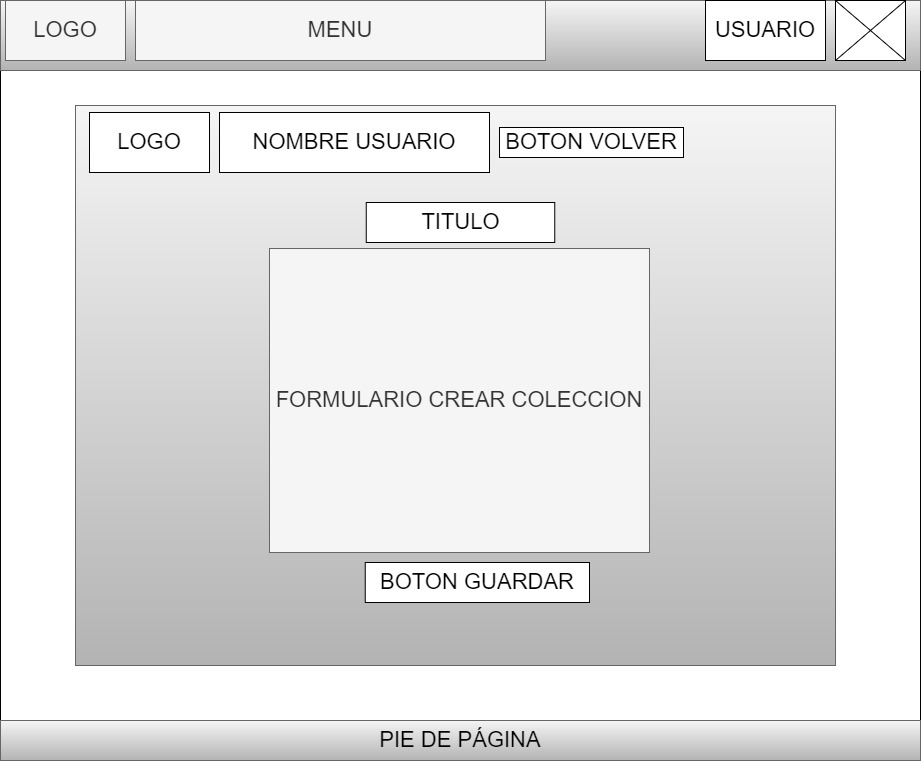 LOGO
MENU
USUARIO
LOGO
NOMBRE USUARIO
BOTON VOLVER
TITULO
FORMULARIO CREAR COLECCION
BOTON GUARDAR
PIE DE PÁGINA